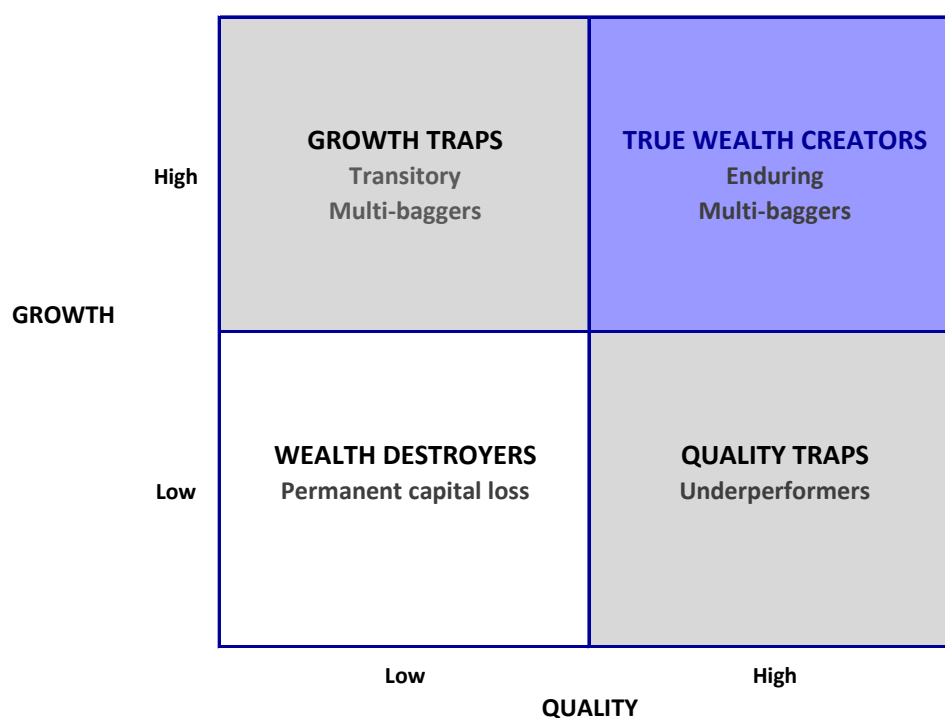 GROWTH TRAPS
Transitory
Multi-baggers
TRUE WEALTH CREATORS
Enduring
Multi-baggers
High
GROWTH
WEALTH DESTROYERS
Permanent capital loss
QUALITY TRAPS
Underperformers
Low
Low
High
QUALITY